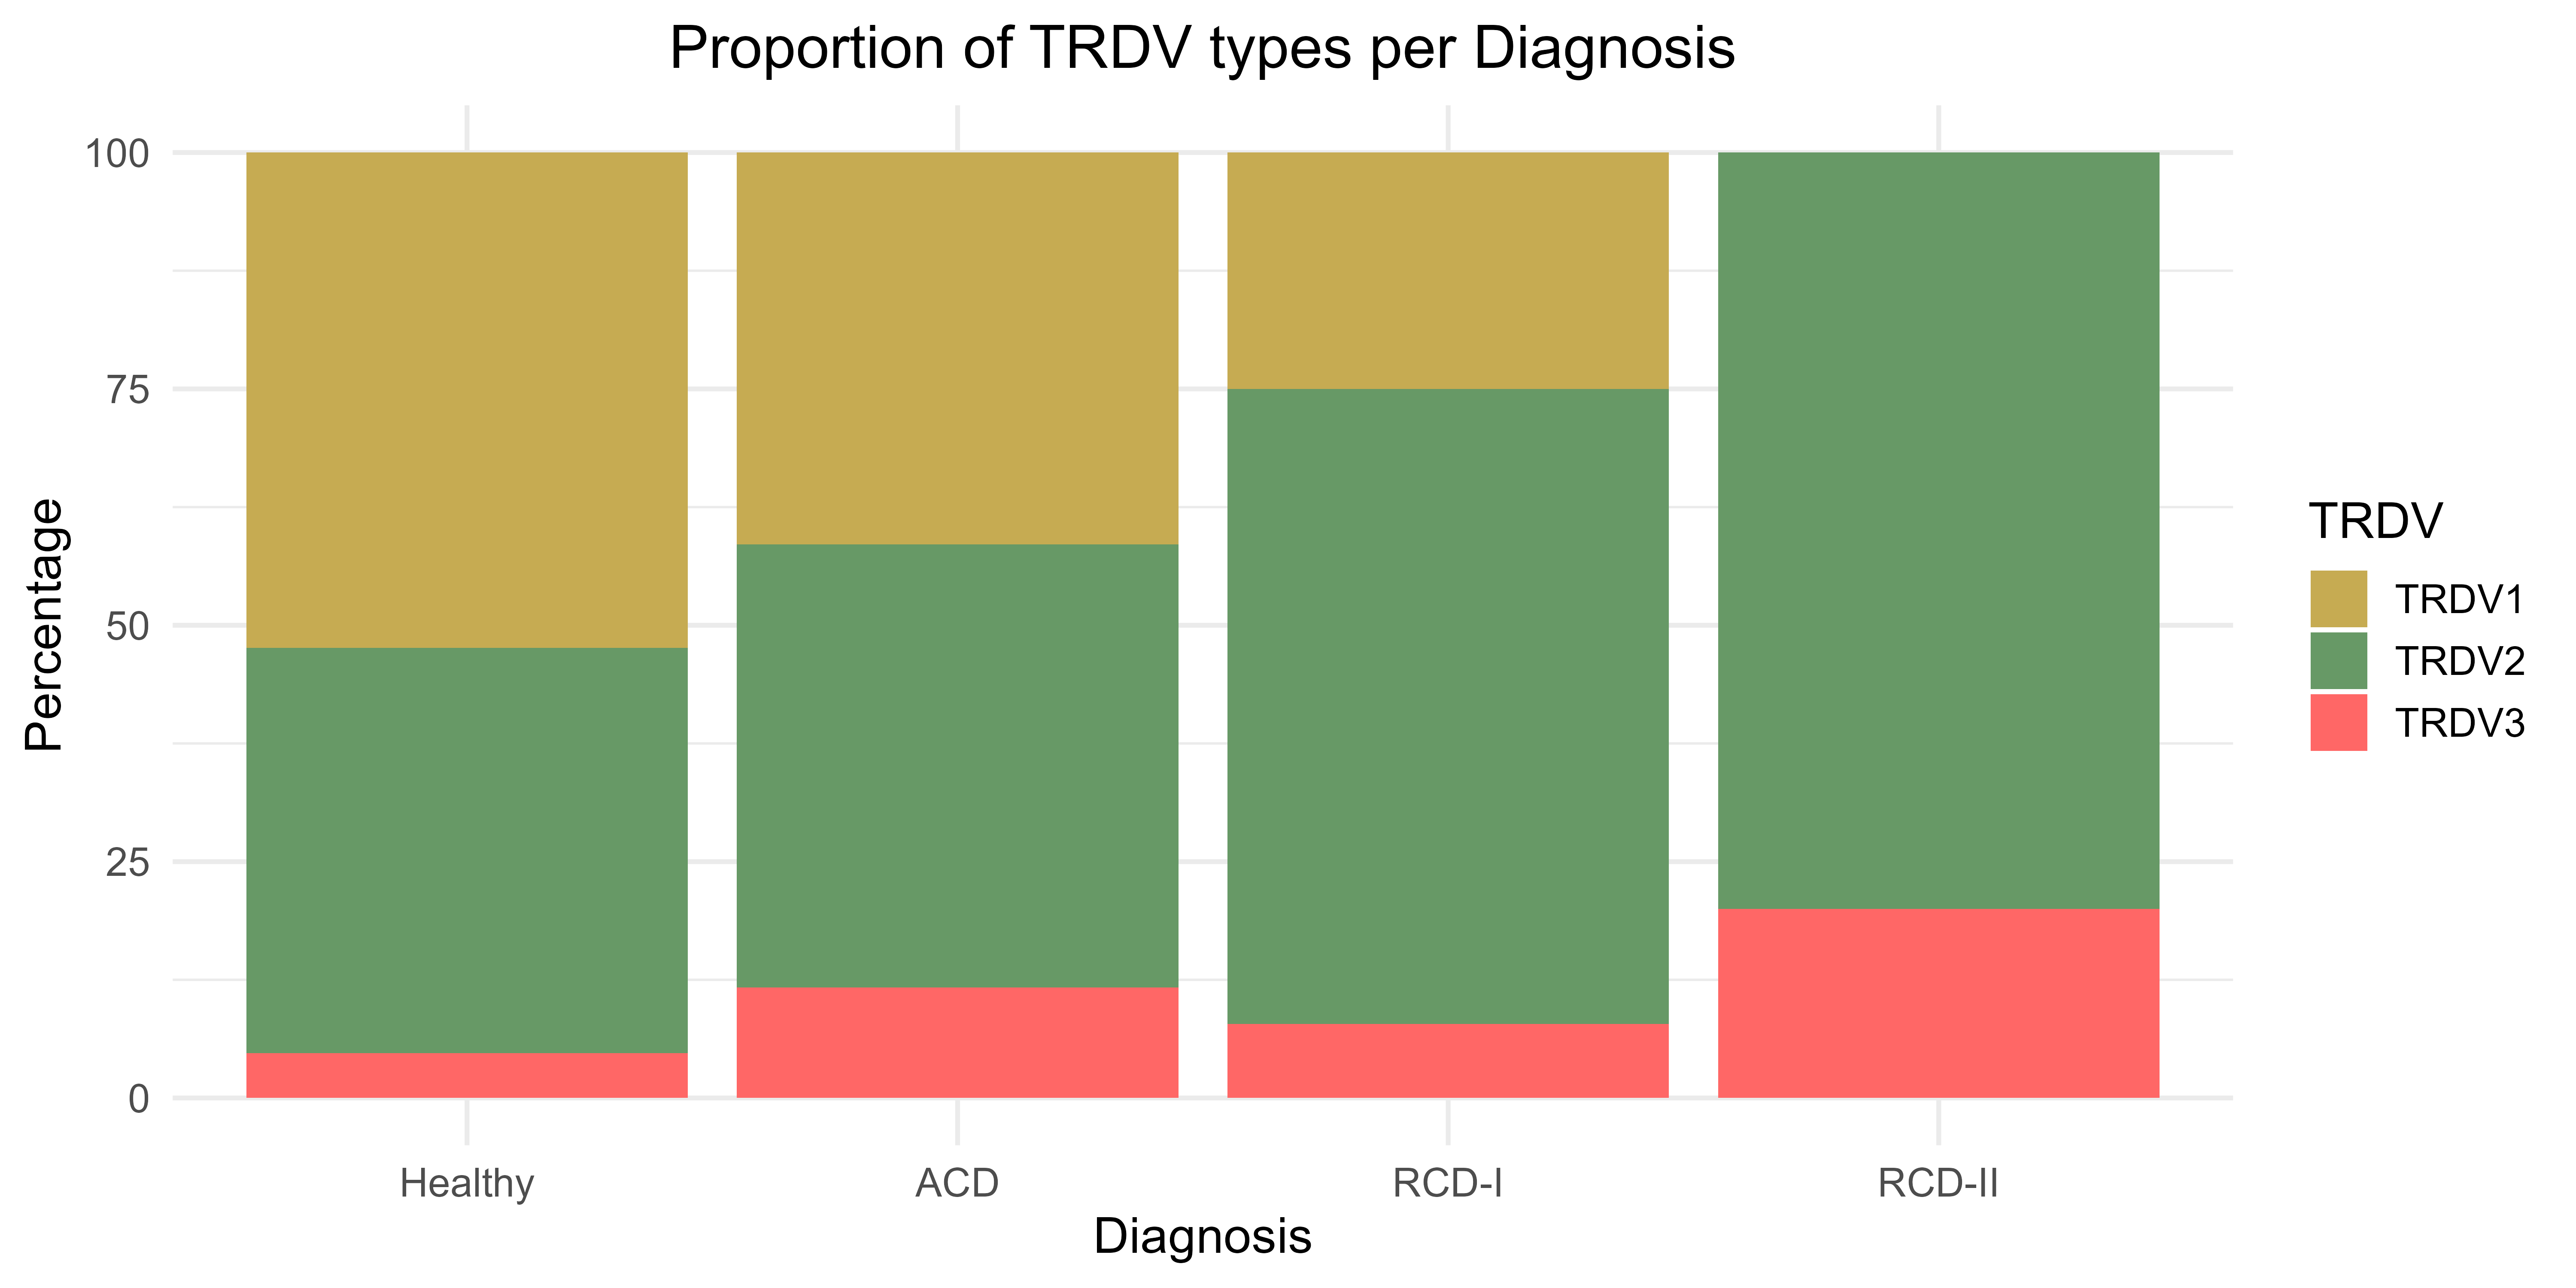 Proportion of TRDV types per Diagnosis
Percentage
100
75
50
25
0
Healthy
ACD
RCD-I
RCD-II
Diagnosis
TRDV
TRDV1
TRDV2
TRDV3